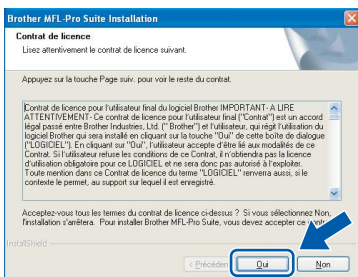 Brother MFL-Pro Suite Installation
Contrat de licence
Lisez attentivement le contrat de licence suivant.
Appuyez sur la touche Page suiv. pour voir le reste du contrat.
Contrat de licence pour l'utilisateur final du logiciel Brother IMPORTANT- A LIRE
ATTENTIVEMENT- Ce contrat de licence pour l'utilisateur final ("Contrat") est un accord
légal passé entre Brother Industries, Ltd. (" Brother") et l'utilisateur, qui régit l'utilisation du
logiciel Brother qui sera installé en cliquant sur la touche "Oui" de cette boîte de dialogue
("LOGICIEL"). En cliquant sur "Oui", l'utilisateur accepte d'être lié aux modalités de ce
Contrat. Si l'utilisateur refuse les conditions de ce Contrat, il n'obtiendra pas la licence
d'utilisation obligatoire pour ce LOGICIEL et ne sera donc pas autorisé à l'exploiter.
Toute mention dans ce Contrat de licence du terme "LOGICIEL" renverra aussi, si le
contexte le permet, au support sur lequel il est enregistré.
Acceptez-vous tous les termes du contrat de licence ci-dessus ? Si vous sélectionnez Non,
l'installation s'arrêtera. Pour installer Brother MFL-Pro Suite, vous devez accepter ce
InstallShield
< Précéden
Oui
Non